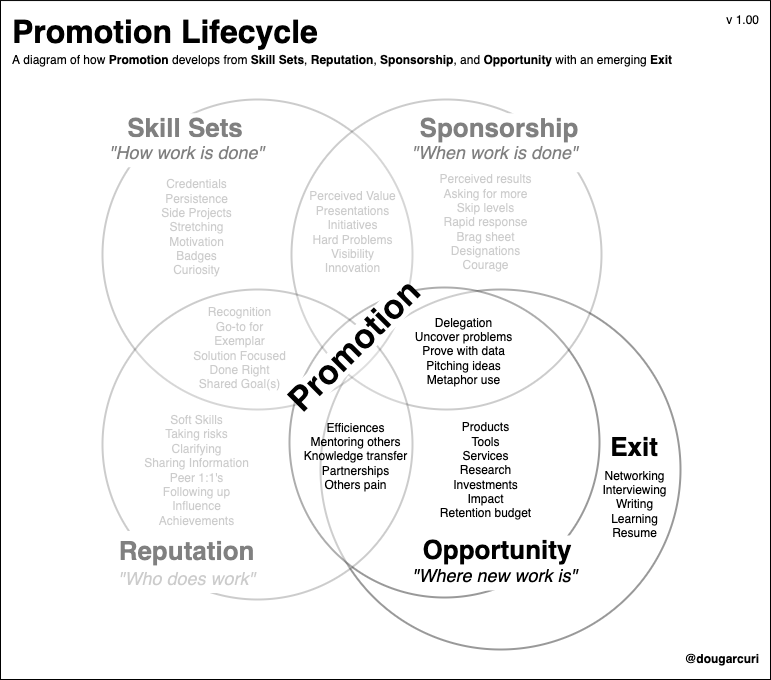 Promotion Lifecycle
v 1.00
A diagram of how Promotion develops from Skill Sets, Reputation, Sponsorship, and Opportunity with an emerging Exit
Skill Sets
"How work is done"
Credentials
Persistence
Side Projects
Stretching
Motivation
Badges
Curiosity
Perceived Value
Presentations
Initiatives
Hard Problems
Visibility
Innovation
Sponsorship
"When work is done"
Perceived results
Asking for more
Skip levels
Rapid response
Brag sheet
Designations
Courage
Recognition
Go-to for
Exemplar
Solution Focused
Done Right
Shared Goal(s)
Promotion
Delegation
Uncover problems
Prove with data
Pitching ideas
Metaphor use
Soft Skills
Taking risks
Clarifying
Sharing Information
Peer 1:1's
Following up
Influence
Achievements
Reputation
"Who does work"
Efficiences
Mentoring others
Knowledge transfer
Partnerships
Others pain
Products
Tools
Services
Research
Investments
Impact
Retention budget
Opportunity
"Where new work is"
Exit
Networking
Interviewing
Writing
Learning
Resume
@dougarcuri